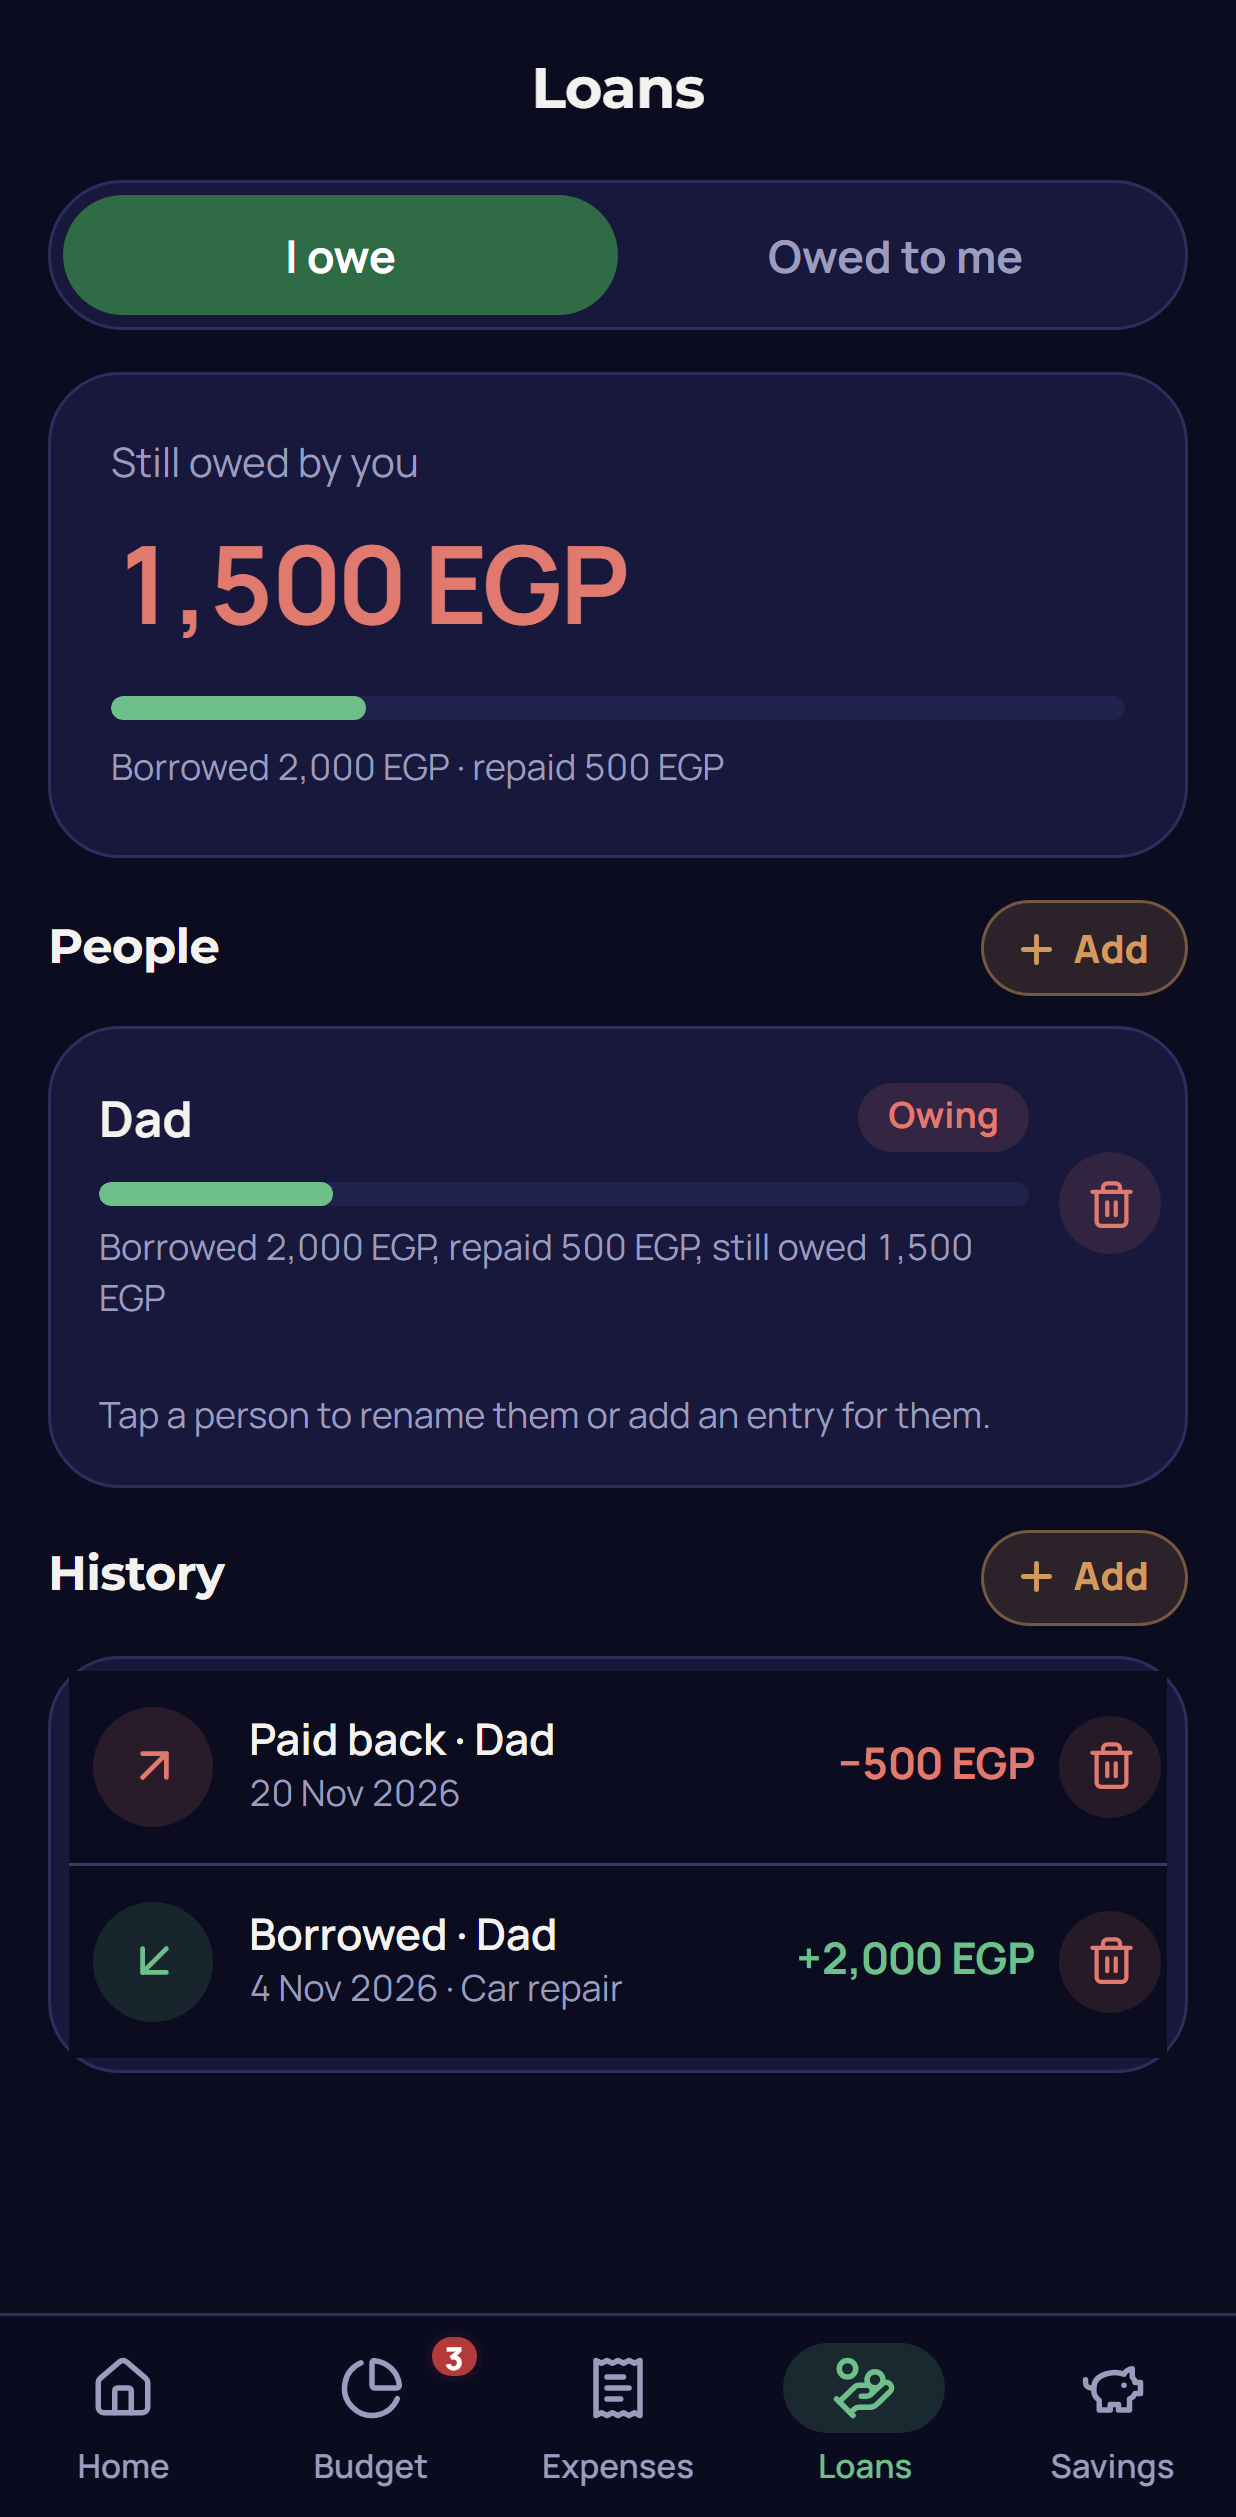 Loans
I owe
Owed to me
Still owed by you
1,500 EGP
Borrowed 2,000 EGP · repaid 500 EGP
People
+ Add
Dad
Owing
Borrowed 2,000 EGP, repaid 500 EGP, still owed 1,500
EGP
Tap a person to rename them or add an entry for them.
History
+ Add
Paid back · Dad
20 Nov 2026
−500 EGP
Borrowed · Dad
4 Nov 2026 · Car repair
+2,000 EGP
3
Home
Budget
Expenses
Loans
Savings